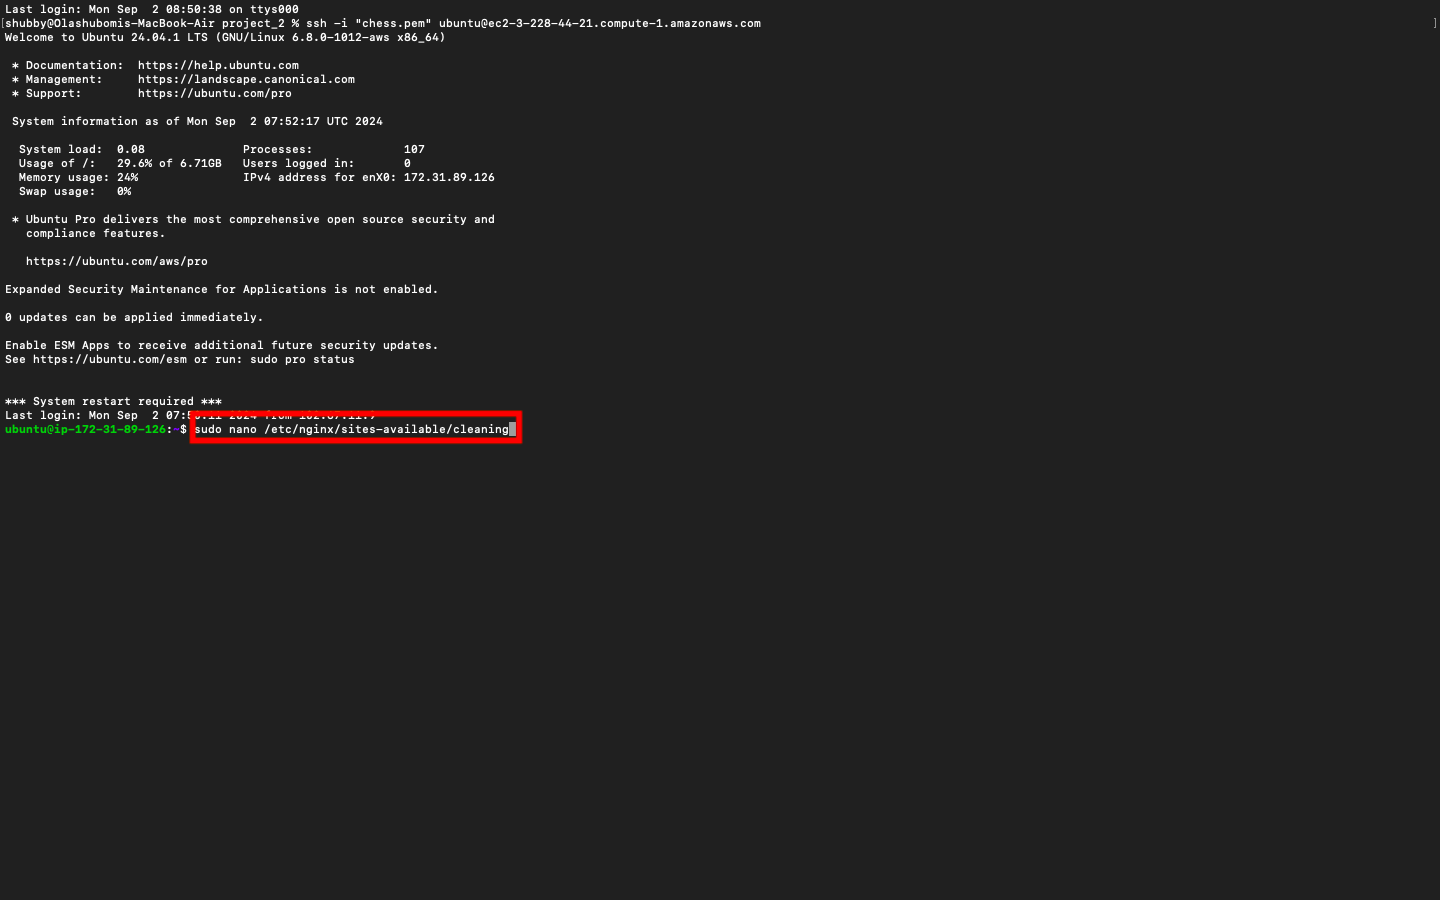 Last login: Mon Sep  2 08:50:38 on ttys000
[shubby@Olashubomis-MacBook-Air project_2 % ssh -i "chess.pem" ubuntu@ec2-3-228-44-21.compute-1.amazonaws.com ]
Welcome to Ubuntu 24.04.1 LTS (GNU/Linux 6.8.0-1012-aws x86_64)
* Documentation:  https://help.ubuntu.com
* Management:     https://landscape.canonical.com
* Support:        https://ubuntu.com/pro
System information as of Mon Sep  2 07:52:17 UTC 2024
System load:  0.08              Processes:             107
Usage of /:   29.6% of 6.71GB   Users logged in:       0
Memory usage: 24%               IPv4 address for enX0: 172.31.89.126
Swap usage:   0%
* Ubuntu Pro delivers the most comprehensive open source security and
compliance features.
https://ubuntu.com/aws/pro
Expanded Security Maintenance for Applications is not enabled.
0 updates can be applied immediately.
Enable ESM Apps to receive additional future security updates.
See https://ubuntu.com/esm or run: sudo pro status
*** System restart required ***
Last login: Mon Sep  2 2024 from
ubuntu@ip-172-31-89-126:~$ sudo nano /etc/nginx/sites-available/cleaning